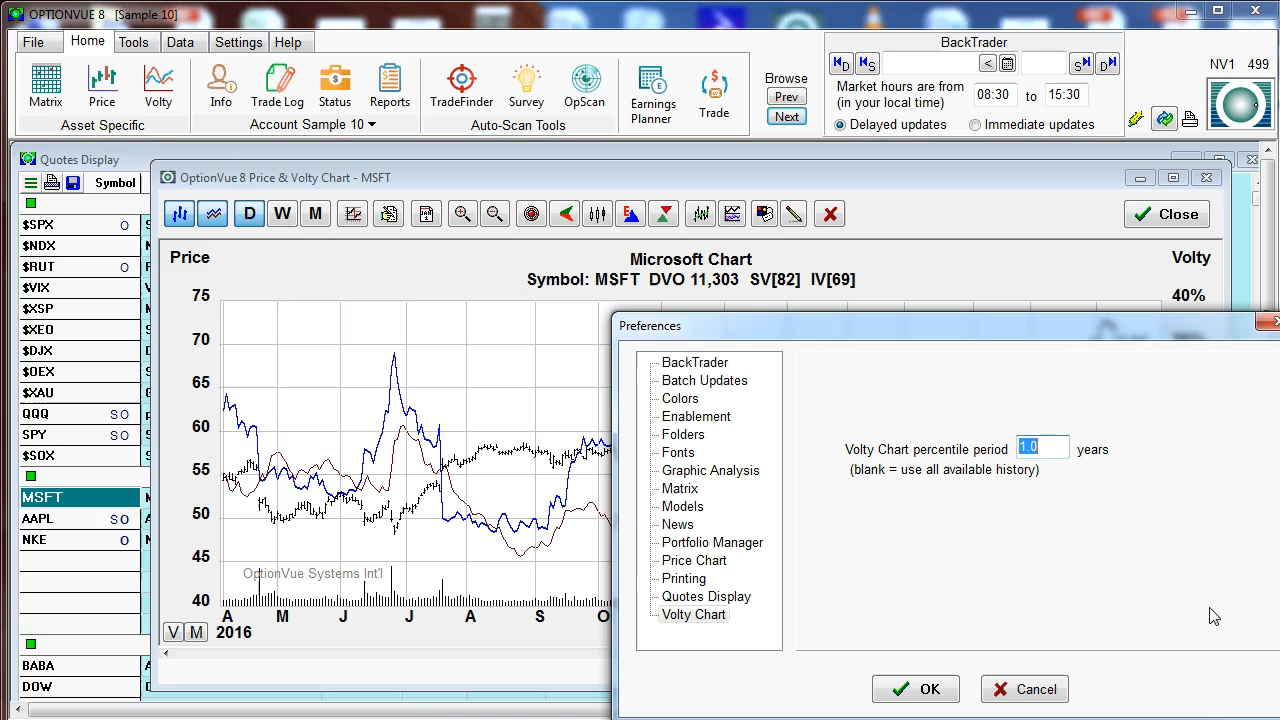 OPTIONVUE 8 [Sample 10]
File Home Tools Data Settings Help
Matrix Price Volty Info Trade Log Status Reports TradeFinder Survey OpScan Earnings Planner Trade
Asset Specific Account Sample 10 Auto-Scan Tools
Browse
Prev
Next
BackTrader
D S < S D
Market hours are from
(in your local time)
08:30 to 15:30
Delayed updates Immediate updates
NV1 499
Quotes Display
Symbol
$SPX O
$NDX
$RUT O
$VIX
$XSP
$XEO
$DJX
$OEX
$XAU
QQQ SO
SPY SO
$SOX
MSFT
AAPL SO
NKE O
BABA
DOW
OptionVue 8 Price & Volty Chart - MSFT
D W M
Close
Price
Microsoft Chart
Volty
Symbol: MSFT DVO 11,303 SV[82] IV[69]
75
40%
70
65
60
55
50
45
40
OptionVue Systems Int'l
A M J J A S O
V M 2016
Preferences
BackTrader
Batch Updates
Colors
Enablement
Folders
Fonts
Graphic Analysis
Matrix
Models
News
Portfolio Manager
Price Chart
Printing
Quotes Display
Volty Chart
Volty Chart percentile period 1.0 years
(blank = use all available history)
OK Cancel